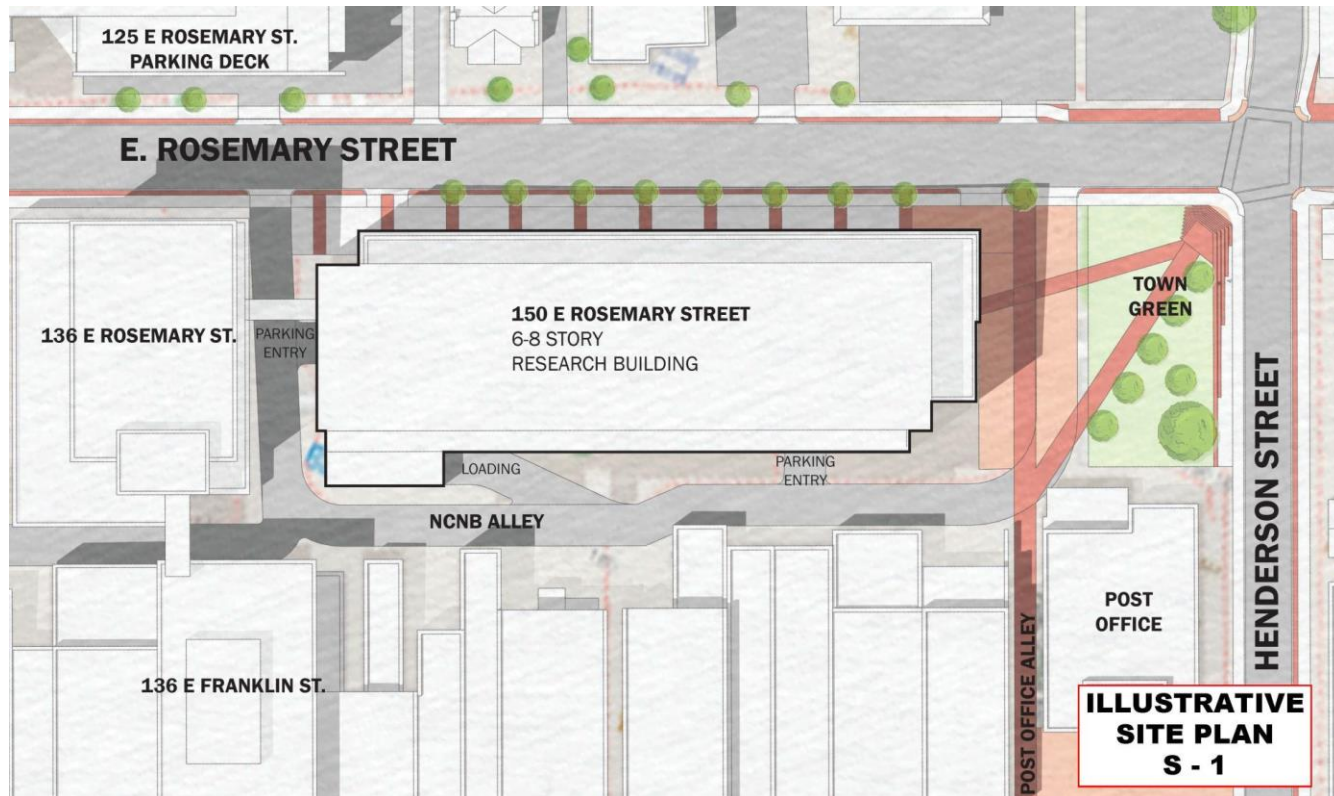 125 E ROSEMARY ST.
PARKING DECK
E. ROSEMARY STREET
136 E ROSEMARY ST.
PARKING
ENTRY
150 E ROSEMARY STREET
6-8 STORY
RESEARCH BUILDING
TOWN
GREEN
HENDERSON STREET
LOADING
PARKING
ENTRY
NCNB ALLEY
POST
OFFICE
POST OFFICE ALLEY
136 E FRANKLIN ST.
ILLUSTRATIVE
SITE PLAN
S - 1